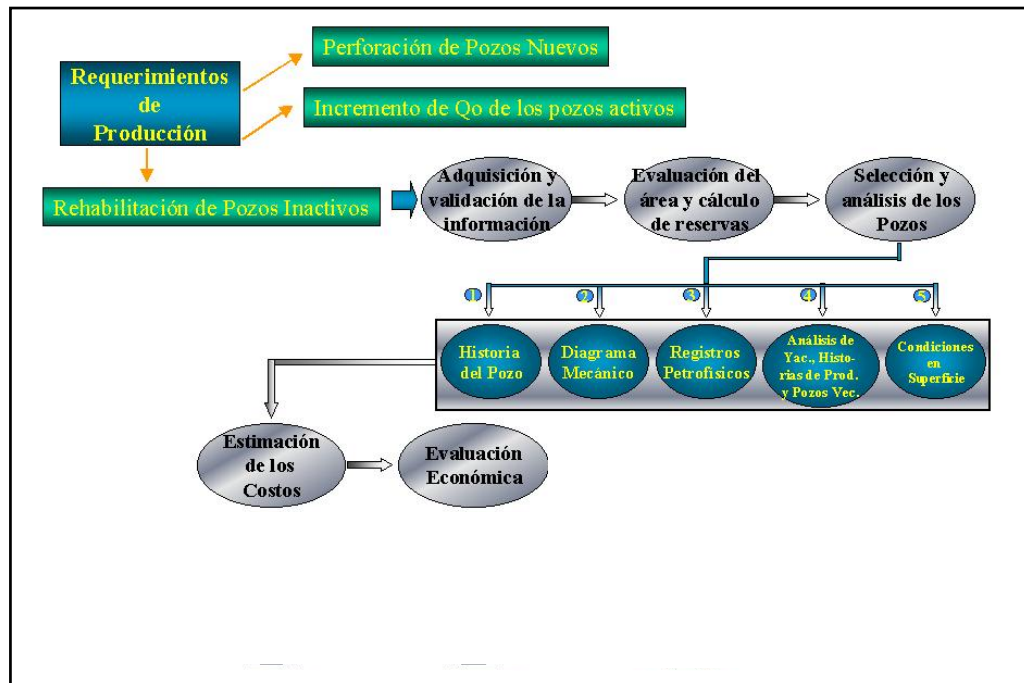 Perforación de Pozos Nuevos
Requerimientos
de
Producción
Incremento de Qo de los pozos activos
Rehabilitación de Pozos Inactivos
Adquisición y
validación de la
información
Evaluación del
área y cálculo
de reservas
Selección y
análisis de los
Pozos
1
2
3
4
5
Historia
del Pozo
Diagrama
Mecánico
Registros
Petrofísicos
Análisis de
Yac., Histo-
rias de Prod.
y Pozos Vec.
Condiciones
en
Superficie
Estimación
de los
Costos
Evaluación
Económica